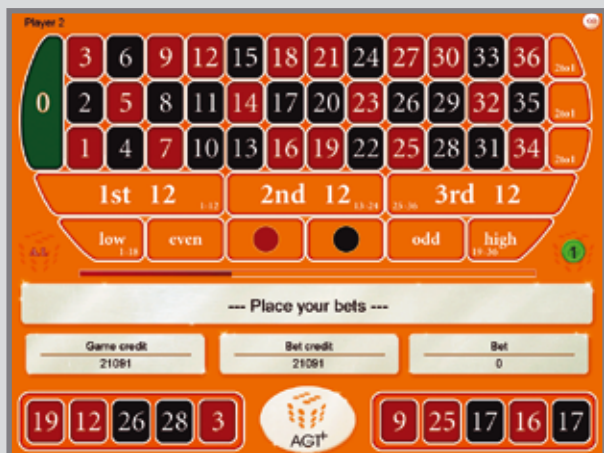 Player 2
3 6 9 12 15 18 21 24 27 30 33 36 2to1
0 2 5 8 11 14 17 20 23 26 29 32 35 2to1
1 4 7 10 13 16 19 22 25 28 31 34 2to1
1st 12 1-12 2nd 12 13-24 25-36 3rd 12
low 1-18 even odd high 19-36
1
--- Place your bets ---
Game credit Bet credit Bet
21091 21091 0
19 12 26 28 3 AGT+ 9 25 17 16 17